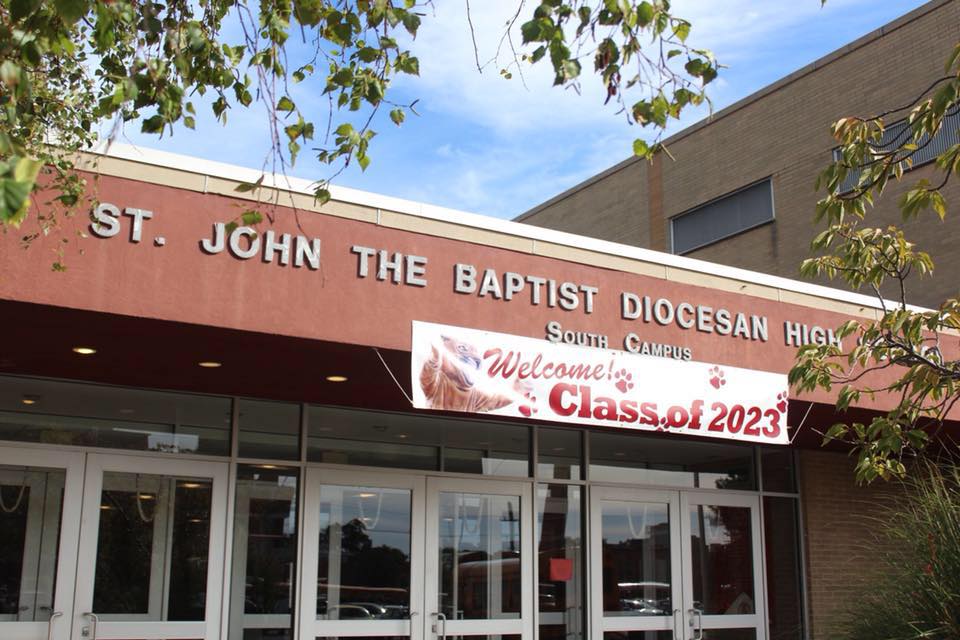 ST. JOHN THE BAPTIST DIOCESAN HIGH
SOUTH CAMPUS
Welcome!
Class of 2023